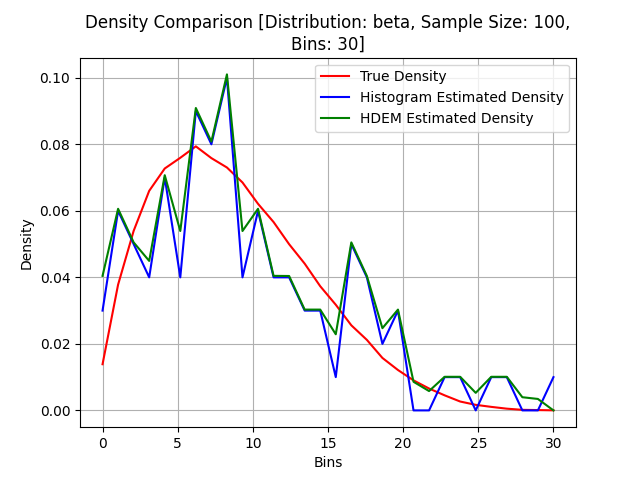 Density Comparison [Distribution: beta, Sample Size: 100,
Bins: 30]
True Density
Histogram Estimated Density
HDEM Estimated Density
Density
0.10
0.08
0.06
0.04
0.02
0.00
0 5 10 15 20 25 30
Bins